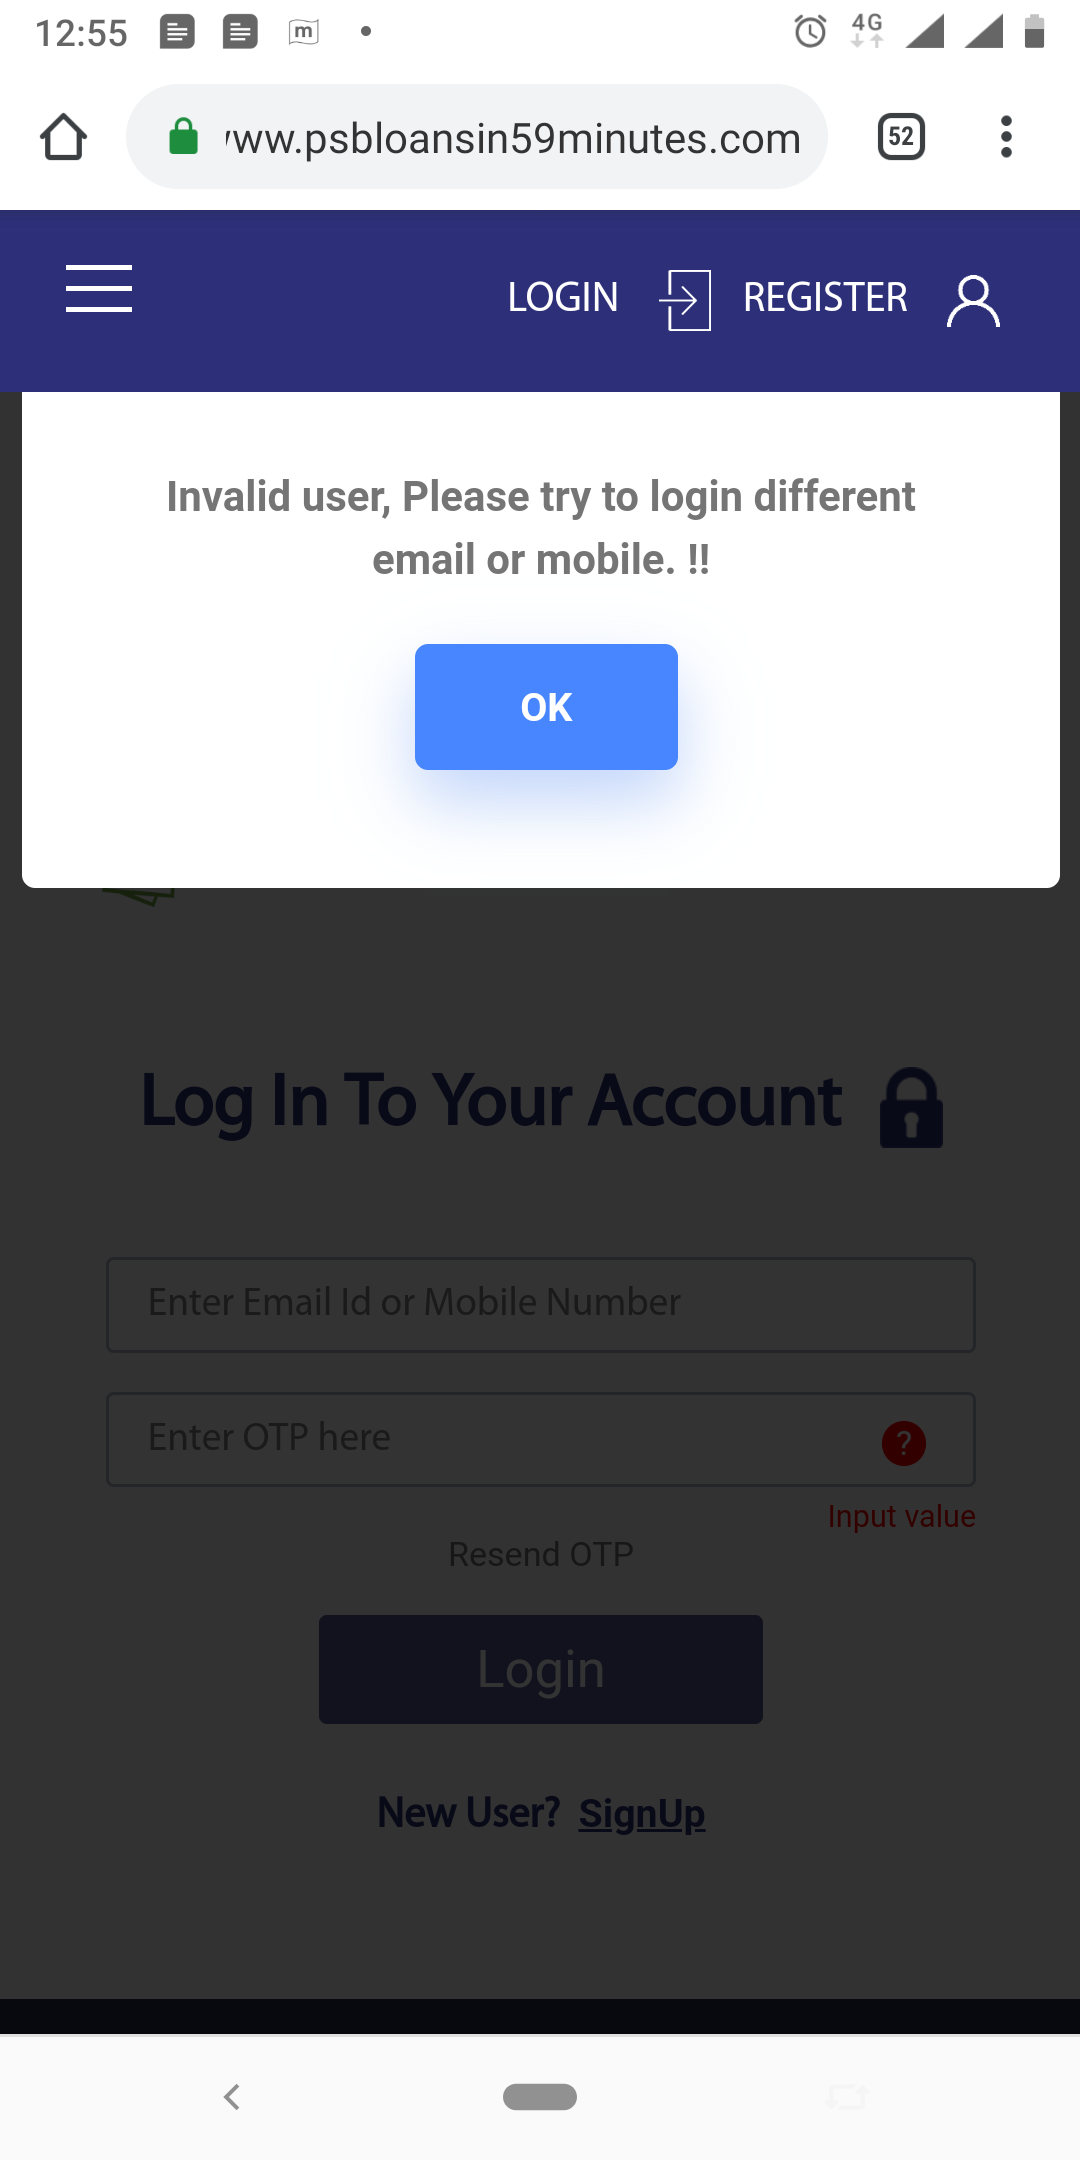 12:55
4G
www.psbloansin59minutes.com
52
LOGIN REGISTER
Invalid user, Please try to login different
email or mobile. !!
OK
Log In To Your Account
Enter Email Id or Mobile Number
Enter OTP here
?
Input value
Resend OTP
Login
New User? SignUp